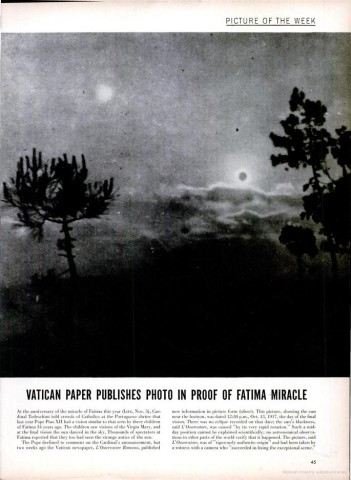 PICTURE OF THE WEEK
VATICAN PAPER PUBLISHES PHOTO IN PROOF OF FATIMA MIRACLE
At the anniversary of the miracle of Fatima this year (LIFE, Nov. 5), Car-
dinal Tedeschini told crowds of Catholics at the Portuguese shrine that
last year Pope Pius XII had a vision similar to that seen by three children
of Fatima 34 years ago. The children saw visions of the Virgin Mary, and
at the final vision the sun danced in the sky. Thousands of spectators at
Fatima reported that they too had seen the strange antics of the sun.
The Pope declined to comment on the Cardinal's announcement, but
two weeks ago the Vatican newspaper, L'Osservatore Romano, published
new information in picture form (above). This picture, showing the sun
near the horizon, was dated 12:30 p.m., Oct. 13, 1917, the day of the final
vision. There was no eclipse recorded on that date; the sun's blackness,
said L'Osservatore, was caused "by its very rapid rotation." Such a mid-
day position cannot be explained scientifically; no astronomical observa-
tions in other parts of the world verify that it happened. The picture, said
L'Osservatore, was of "rigorously authentic origin" and had been taken by
a witness with a camera who "succeeded in fixing the exceptional scene."
45